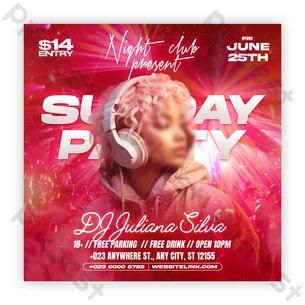 $14
ENTRY
Night club
present
FRI
JUNE
25TH
SUNDAY
PARTY
DJ Juliana Silva
18+ // FREE PARKING // FREE DRINK // OPEN 10PM
+023 ANYWHERE ST., ANY CITY, ST 12155
+023 0000 6789 | WEBSITELINK.COM